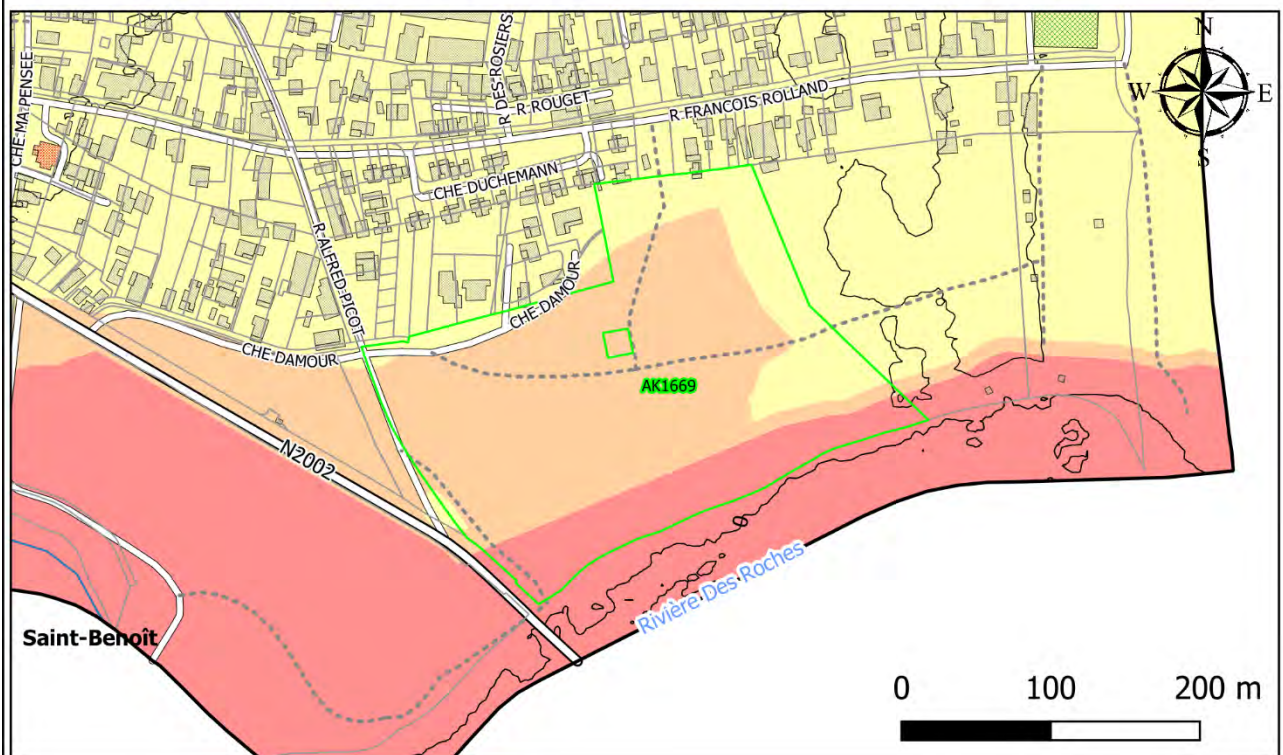 N
W E
S
CHE MA PENSEE
R DES ROSIERS
R ROUGET
R FRANCOIS ROLLAND
CHE DUCHEMANN
R ALFRED PICOT
CHE DAMOUR
CHE DAMOUR
AK1669
N2002
Rivière Des Roches
Saint-Benoît
0 100 200 m